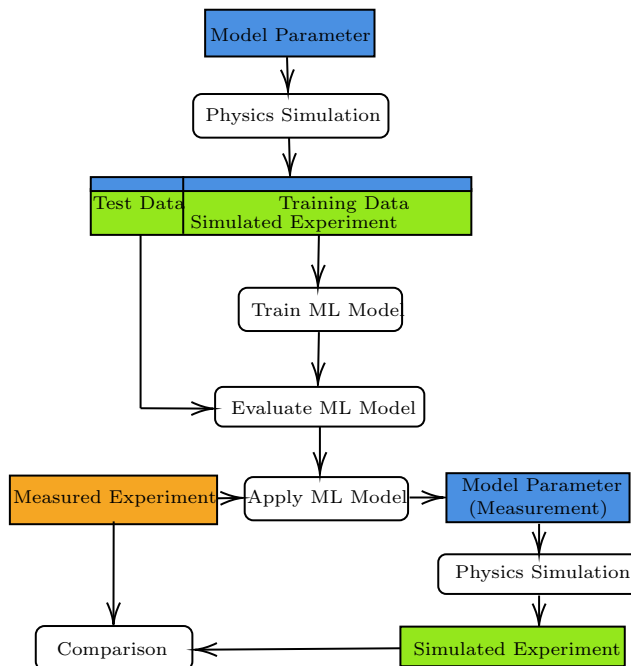 Model Parameter
Physics Simulation
Test Data
Training Data
Simulated Experiment
Train ML Model
Evaluate ML Model
Measured Experiment
Apply ML Model
Model Parameter
(Measurement)
Physics Simulation
Comparison
Simulated Experiment